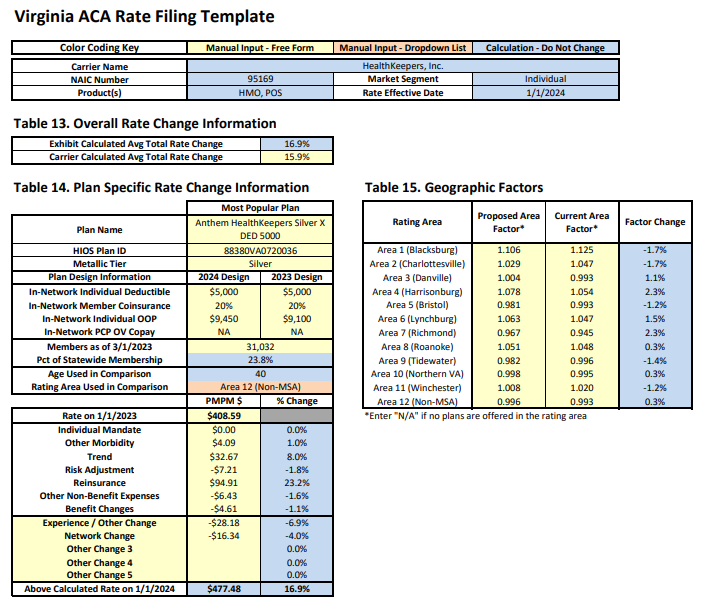 Virginia ACA Rate Filing Template
Color Coding Key Manual Input - Free Form Manual Input - Dropdown List Calculation - Do Not Change
Carrier Name HealthKeepers, Inc.
NAIC Number 95169 Market Segment Individual
Product(s) HMO, POS Rate Effective Date 1/1/2024
Table 13. Overall Rate Change Information
Exhibit Calculated Avg Total Rate Change 16.9%
Carrier Calculated Avg Total Rate Change 15.9%
Table 14. Plan Specific Rate Change Information
Most Popular Plan
Plan Name Anthem HealthKeepers Silver X
DED 5000
HIOS Plan ID 88380VA0720036
Metallic Tier Silver
Plan Design Information 2024 Design 2023 Design
In-Network Individual Deductible $5,000 $5,000
In-Network Member Coinsurance 20% 20%
In-Network Individual OOP $9,450 $9,100
In-Network PCP OV Copay NA NA
Members as of 3/1/2023 31,032
Pct of Statewide Membership 23.8%
Age Used in Comparison 40
Rating Area Used in Comparison Area 12 (Non-MSA)
PMPM $ % Change
Rate on 1/1/2023 $408.59
Individual Mandate $0.00 0.0%
Other Morbidity $4.09 1.0%
Trend $32.67 8.0%
Risk Adjustment -$7.21 -1.8%
Reinsurance $94.91 23.2%
Other Non-Benefit Expenses -$6.43 -1.6%
Benefit Changes -$4.61 -1.1%
Experience / Other Change -$28.18 -6.9%
Network Change -$16.34 -4.0%
Other Change 3 0.0%
Other Change 4 0.0%
Other Change 5 0.0%
Above Calculated Rate on 1/1/2024 $477.48 16.9%
Table 15. Geographic Factors
Rating Area Proposed Area Factor* Current Area Factor* Factor Change
Area 1 (Blacksburg) 1.106 1.125 -1.7%
Area 2 (Charlottesville) 1.029 1.047 -1.7%
Area 3 (Danville) 1.004 0.993 1.1%
Area 4 (Harrisonburg) 1.078 1.054 2.3%
Area 5 (Bristol) 0.981 0.993 -1.2%
Area 6 (Lynchburg) 1.063 1.047 1.5%
Area 7 (Richmond) 0.967 0.945 2.3%
Area 8 (Roanoke) 1.051 1.048 0.3%
Area 9 (Tidewater) 0.982 0.996 -1.4%
Area 10 (Northern VA) 0.998 0.995 0.3%
Area 11 (Winchester) 1.008 1.020 -1.2%
Area 12 (Non-MSA) 0.996 0.993 0.3%
*Enter "N/A" if no plans are offered in the rating area